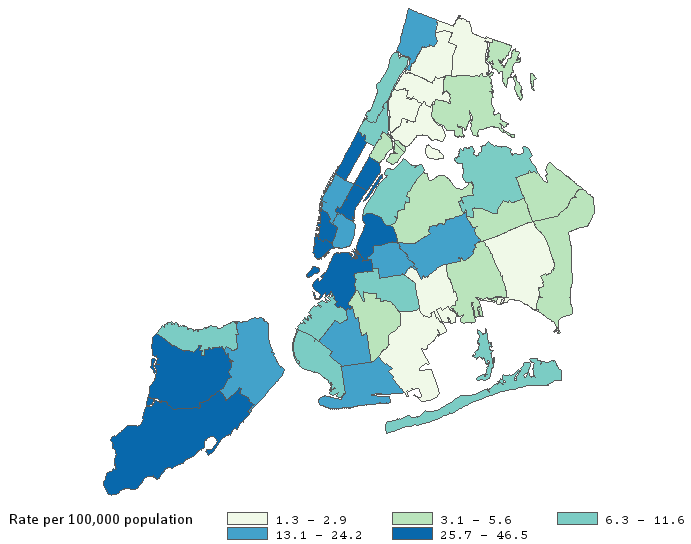 Rate per 100,000 population 1.3 - 2.9 3.1 - 5.6 6.3 - 11.6
13.1 - 24.2 25.7 - 46.5